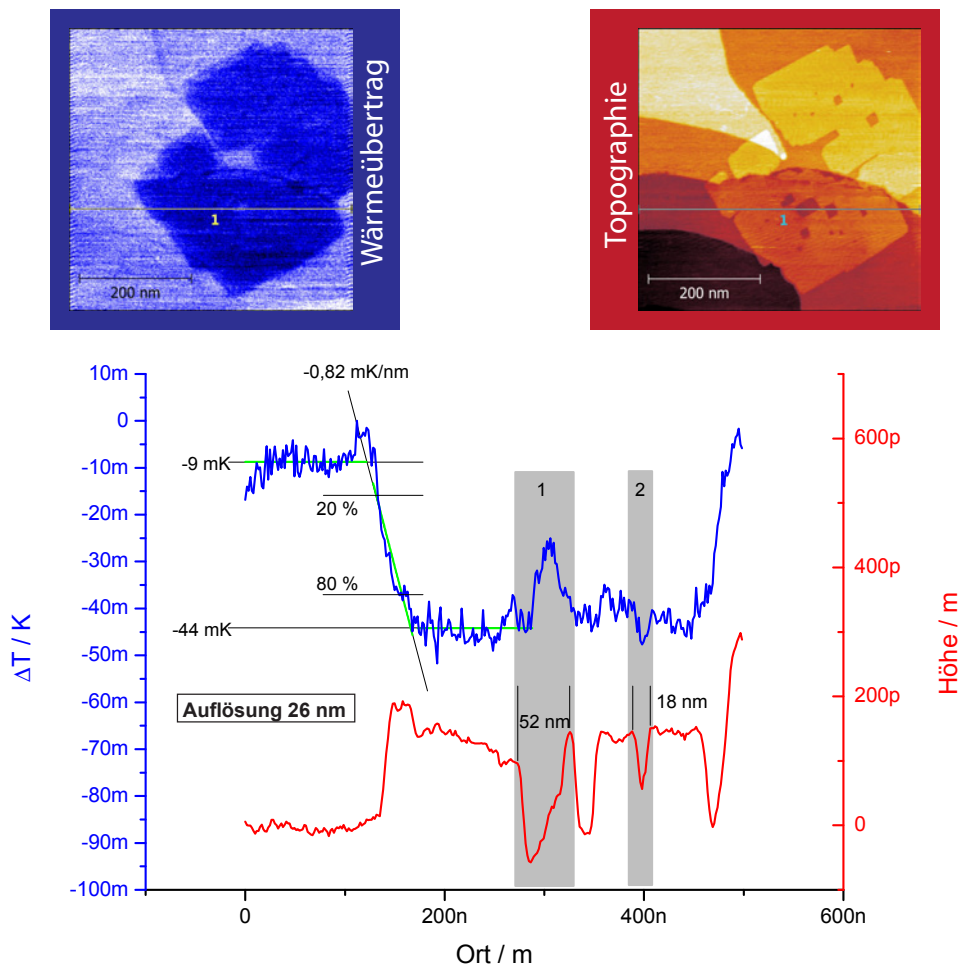 Wärmeübertrag
1
200 nm
Topographie
1
200 nm
-0,82 mK/nm
10m
0
-10m
-20m
-30m
-40m
-50m
-60m
-70m
-80m
-90m
-100m
ΔT / K
-9 mK
20 %
80 %
-44 mK
Auflösung 26 nm
1
2
52 nm
18 nm
600p
400p
200p
0
Höhe / m
0
200n
400n
600n
Ort / m